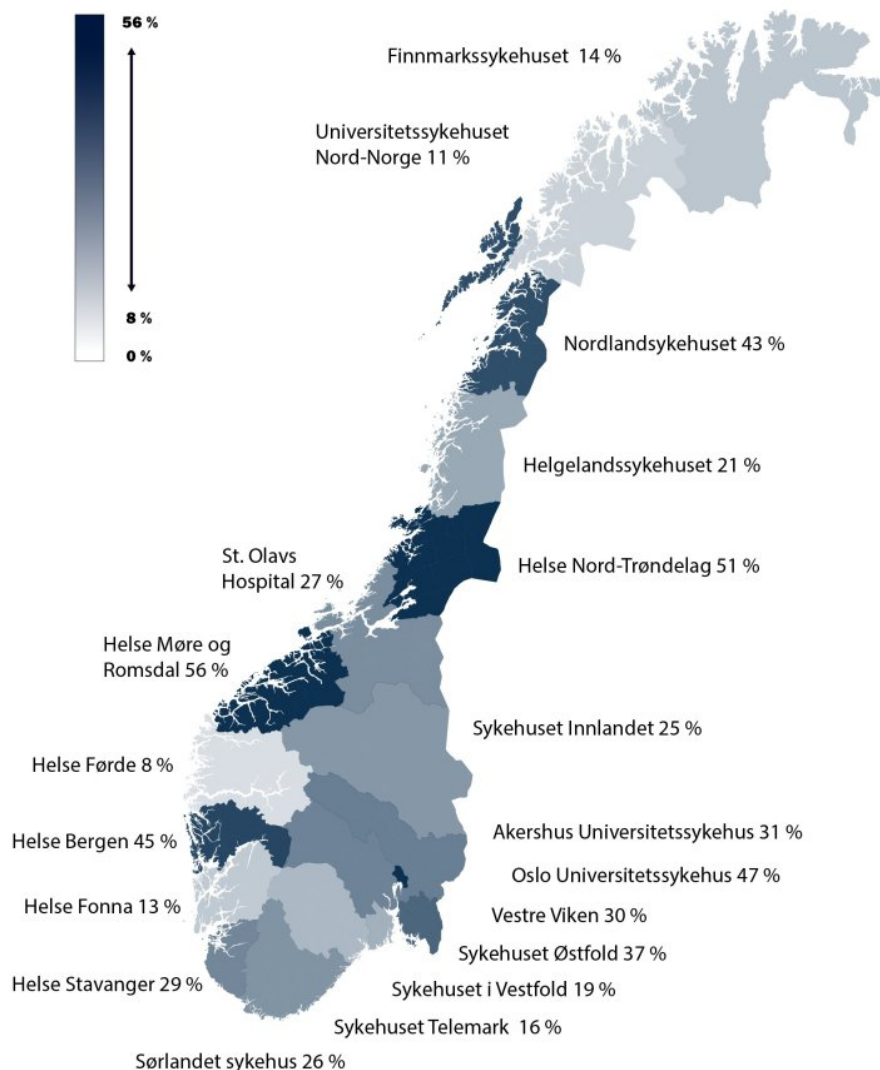 56 %
8 %
0 %
Finnmarkssykehuset 14 %
Universitetssykehuset
Nord-Norge 11 %
Nordlandsykehuset 43 %
Helgelandssykehuset 21 %
Helse Nord-Trøndelag 51 %
St. Olavs
Hospital 27 %
Helse Møre og
Romsdal 56 %
Sykehuset Innlandet 25 %
Helse Førde 8 %
Helse Bergen 45 %
Akershus Universitetssykehus 31 %
Oslo Universitetssykehus 47 %
Helse Fonna 13 %
Vestre Viken 30 %
Sykehuset Østfold 37 %
Helse Stavanger 29 %
Sykehuset i Vestfold 19 %
Sykehuset Telemark 16 %
Sørlandet sykehus 26 %